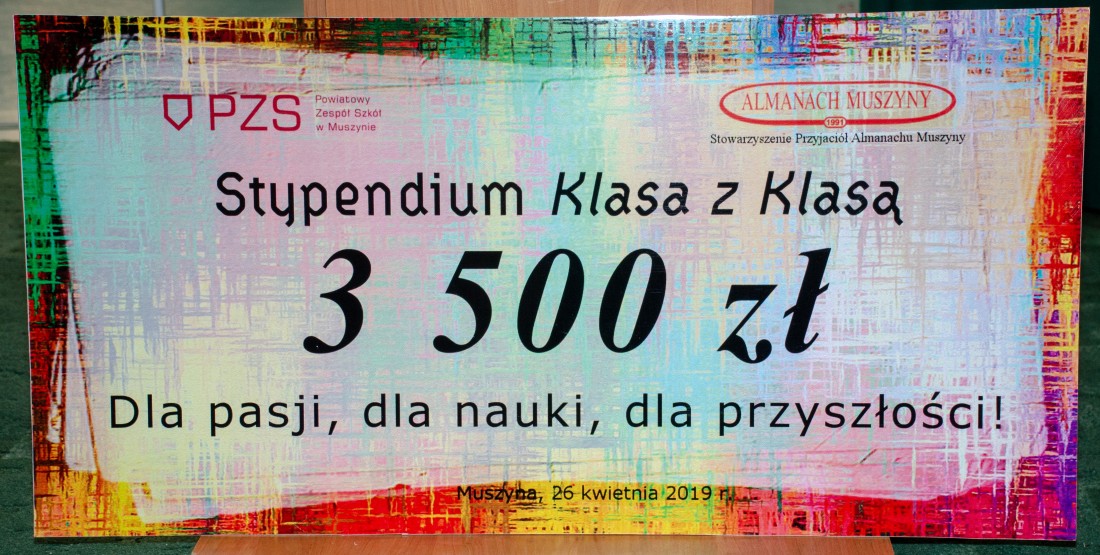 PZS
Powiatowy
Zespół Szkół
w Muszynie
ALMANACH MUSZYNY
1991
Stowarzyszenie Przyjaciół Almanachu Muszyny
Stypendium Klasa z Klasą
3 500 zł
Dla pasji, dla nauki, dla przyszłości!
Muszyna, 26 kwietnia 2019 r.